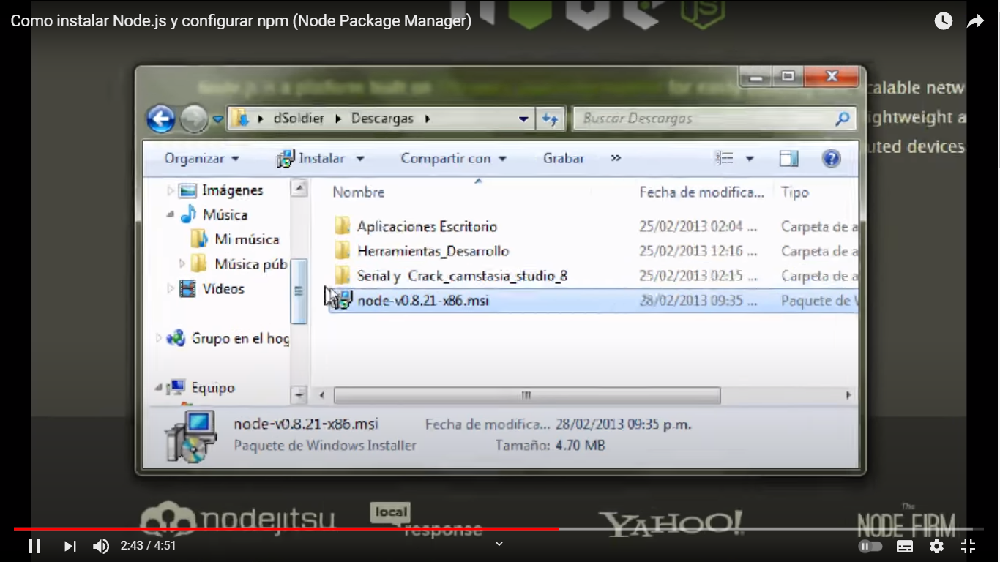 Como instalar Node.js y configurar npm (Node Package Manager)
JS
calable netw
dSoldier Descargas
Buscar Descargas
ightweight a
Organizar Instalar Compartir con Grabar »
uted devices
Imágenes
Nombre Fecha de modifica... Tipo
Música
Aplicaciones Escritorio 25/02/2013 02:04 ... Carpeta de a
Mi música
Herramientas_Desarrollo 25/02/2013 12:16 ... Carpeta de a
Música púb
Serial y Crack_camstasia_studio_8 25/02/2013 02:15 ... Carpeta de a
Vídeos
node-v0.8.21-x86.msi 28/02/2013 09:35 ... Paquete de V
Grupo en el hog
Equipo
node-v0.8.21-x86.msi Fecha de modifica... 28/02/2013 09:35 p.m.
Paquete de Windows Installer Tamaño: 4.70 MB
nodejitsu
local
response
YAHOO!
The
NODE FIRM
2:43 / 4:51